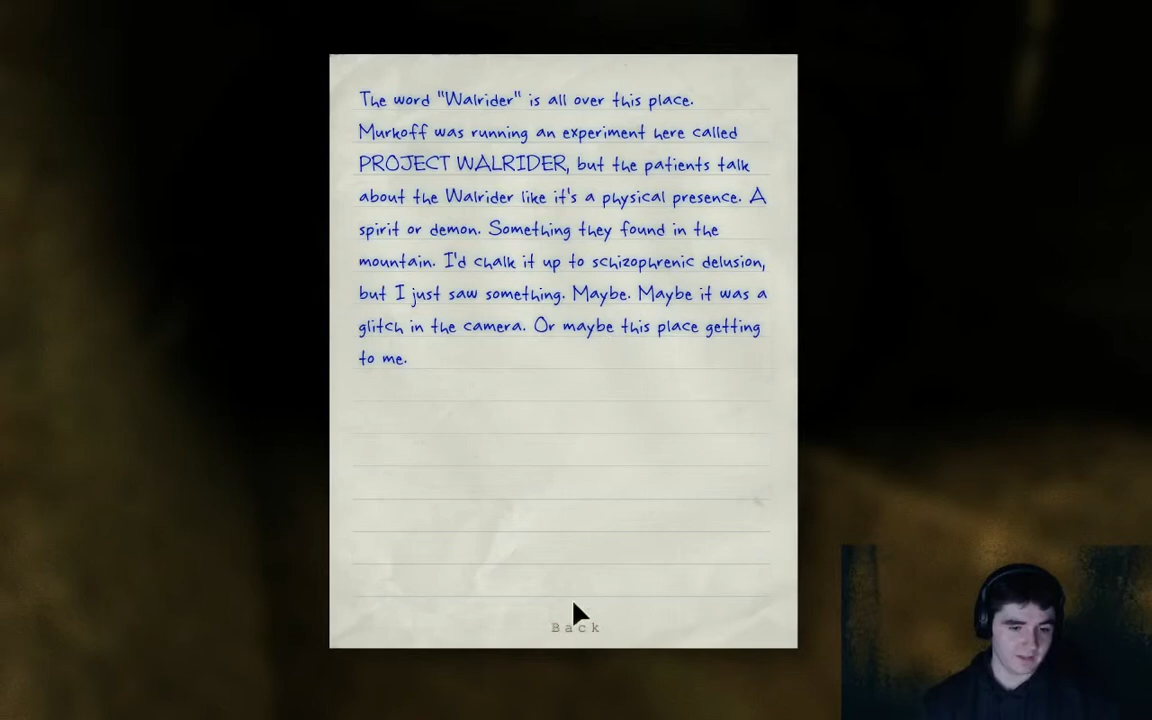 The word "Walrider" is all over this place.
Murkoff was running an experiment here called
PROJECT WALRIDER, but the patients talk
about the Walrider like it's a physical presence. A
spirit or demon. Something they found in the
mountain. I'd chalk it up to schizophrenic delusion,
but I just saw something. Maybe. Maybe it was a
glitch in the camera. Or maybe this place getting
to me.
Back